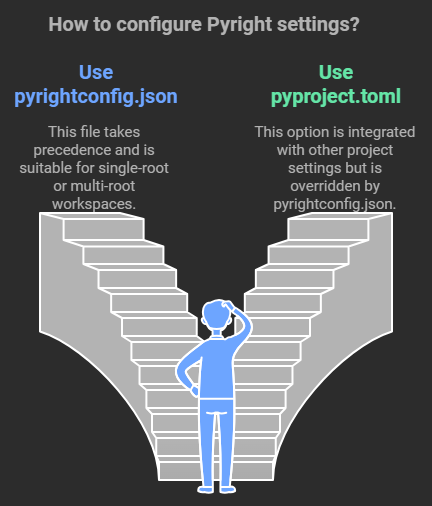 How to configure Pyright settings?
Use
pyrightconfig.json
This file takes
precedence and is
suitable for single-root
or multi-root
workspaces.
Use
pyproject.toml
This option is integrated
with other project
settings but is
overridden by
pyrightconfig.json.